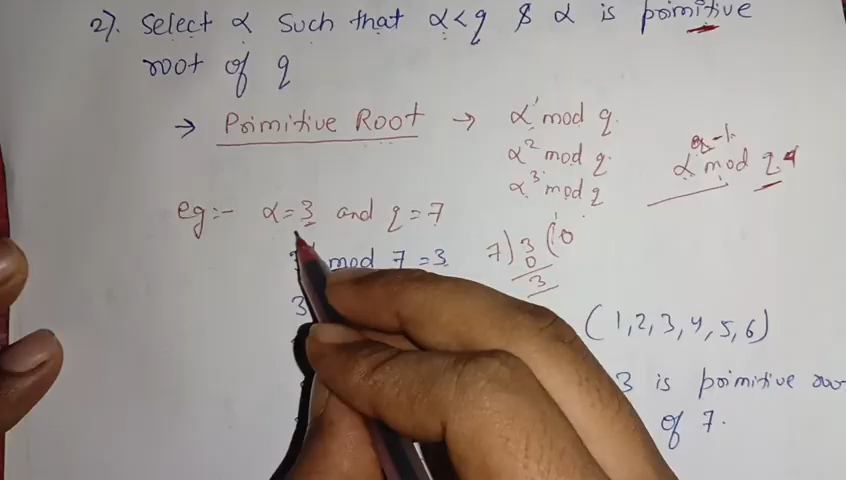 2). Select α Such that α<q & α is primitive
root of q
→ Primitive Root → α¹ mod q.
α² mod q.
α³ mod q
α^q-1 mod q
eg:- α=3 and q=7
mod 7 = 3
7) 3 (0
0
3
3
(1,2,3,4,5,6)
3 is primitive
of 7.